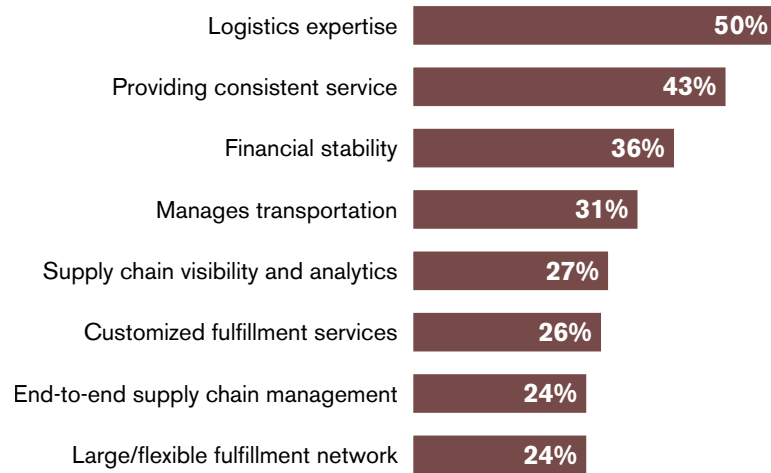 Logistics expertise 50%
Providing consistent service 43%
Financial stability 36%
Manages transportation 31%
Supply chain visibility and analytics 27%
Customized fulfillment services 26%
End-to-end supply chain management 24%
Large/flexible fulfillment network 24%